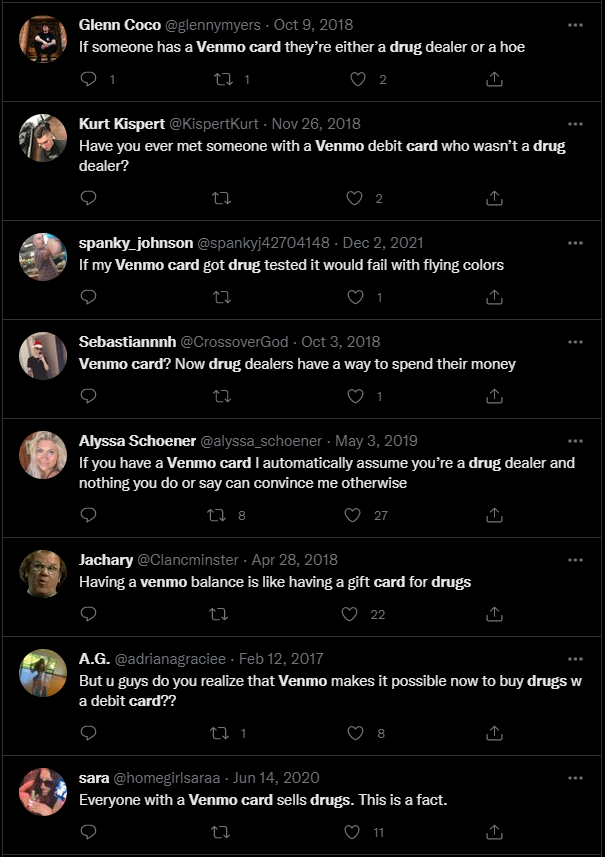 Glenn Coco @glennymyers · Oct 9, 2018
If someone has a Venmo card they’re either a drug dealer or a hoe
1 1 2
Kurt Kispert @KispertKurt · Nov 26, 2018
Have you ever met someone with a Venmo debit card who wasn’t a drug
dealer?
2
spanky_johnson @spankyj42704148 · Dec 2, 2021
If my Venmo card got drug tested it would fail with flying colors
1
Sebastiannnh @CrossoverGod · Oct 3, 2018
Venmo card? Now drug dealers have a way to spend their money
1
Alyssa Schoener @alyssa_schoener · May 3, 2019
If you have a Venmo card I automatically assume you’re a drug dealer and
nothing you do or say can convince me otherwise
8 27
Jachary @Clancminster · Apr 28, 2018
Having a venmo balance is like having a gift card for drugs
22
A.G. @adrianagraciee · Feb 12, 2017
But u guys do you realize that Venmo makes it possible now to buy drugs w
a debit card??
1 8
sara @homegirlsaraa · Jun 14, 2020
Everyone with a Venmo card sells drugs. This is a fact.
11